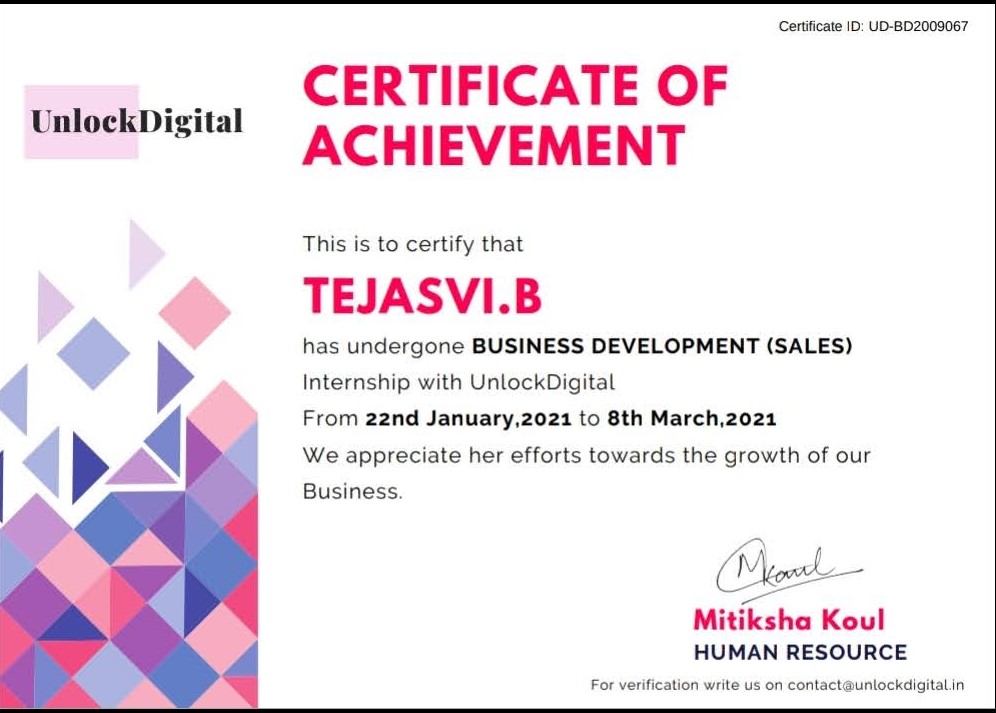 Certificate ID: UD-BD2009067
UnlockDigital
CERTIFICATE OF
ACHIEVEMENT
This is to certify that
TEJASVI.B
has undergone BUSINESS DEVELOPMENT (SALES)
Internship with UnlockDigital
From 22nd January,2021 to 8th March,2021
We appreciate her efforts towards the growth of our
Business.
MKoul
Mitiksha Koul
HUMAN RESOURCE
For verification write us on contact@unlockdigital.in